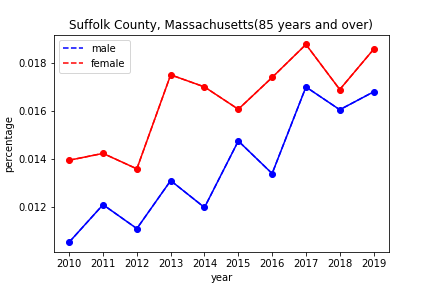 Suffolk County, Massachusetts(85 years and over)
male
female
percentage
0.018
0.016
0.014
0.012
2010 2011 2012 2013 2014 2015 2016 2017 2018 2019
year